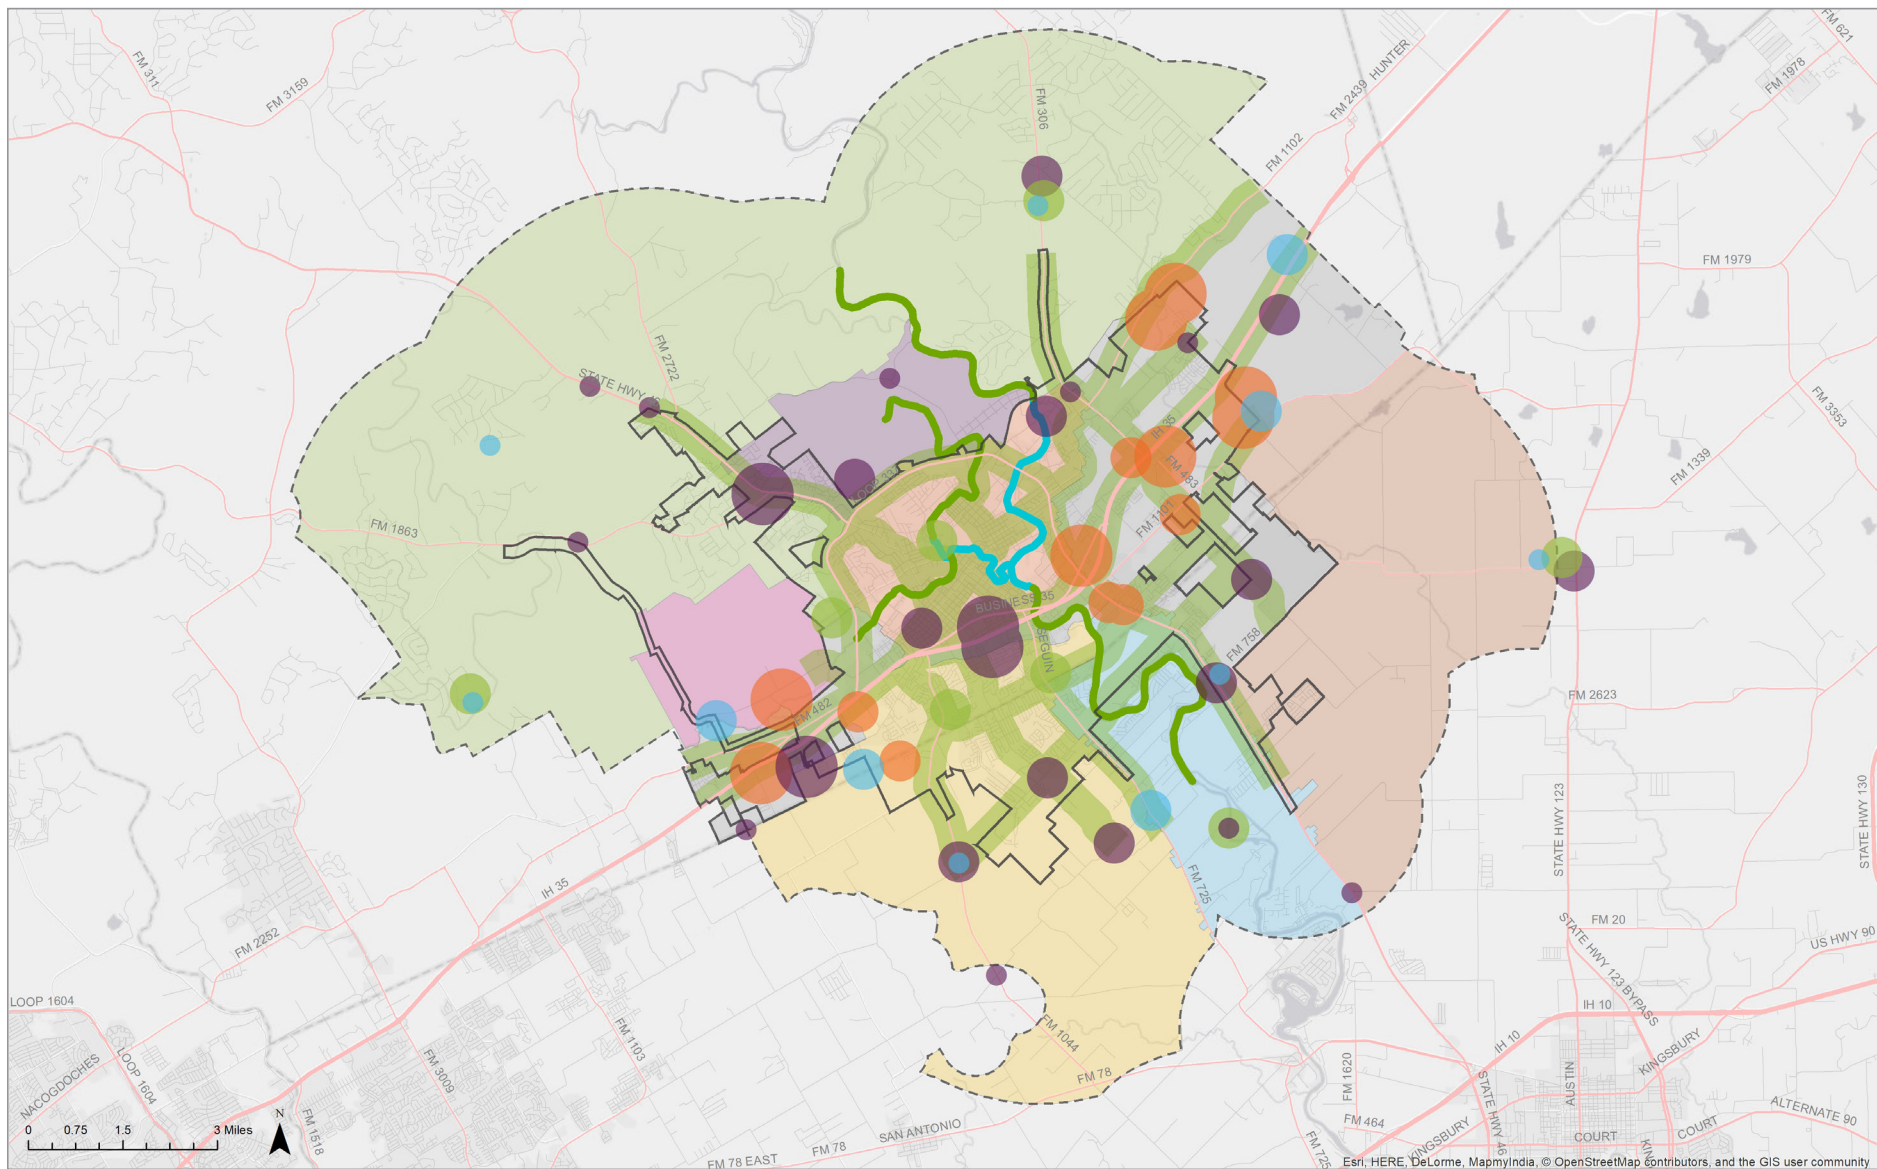 FM 311
FM 3159
FM 306
FM 2439
HUNTER
FM 1102
FM 621
FM 1978
FM 1979
FM 2722
STATE HWY 46
FM 3353
FM 1339
LOOP 337
IH 35
FM 483
FM 1101
FM 1863
BUSINESS 35
SEGUIN
FM 758
FM 2623
FM 482
STATE HWY 123
STATE HWY 130
FM 725
IH 35
FM 2252
FM 20
STATE HWY 123 BYPASS
US HWY 90
LOOP 1604
IH 10
FM 1103
FM 1044
IH 10
KINGSBURY
NACOGDOCHES
LOOP 1604
FM 3009
FM 78
FM 1620
STATE HWY 46
AUSTIN
FM 1518
SAN ANTONIO
FM 464
ALTERNATE 90
N
0 0.75 1.5 3 Miles
FM 78 EAST
FM 78
FM 725
KINGSBURY
COURT
COURT
KIN
Esri, HERE, DeLorme, MapmyIndia, © OpenStreetMap contributors, and the GIS user community